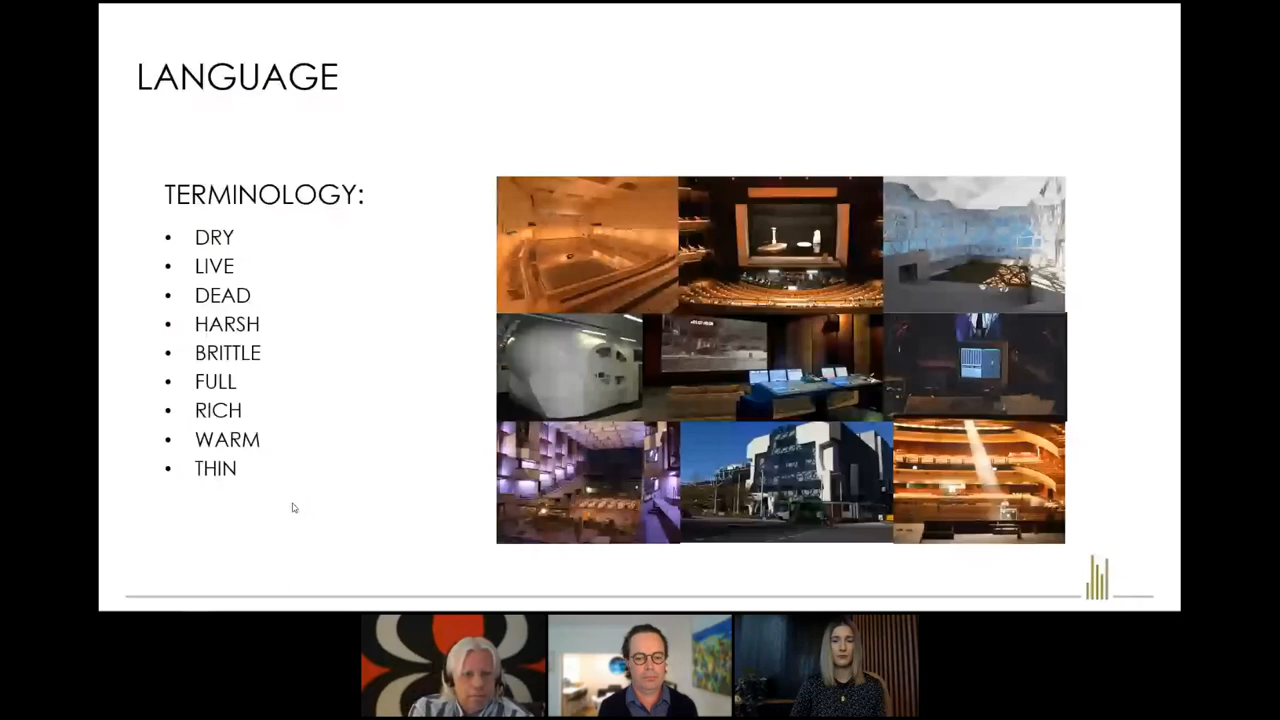 LANGUAGE
TERMINOLOGY:
• DRY
• LIVE
• DEAD
• HARSH
• BRITTLE
• FULL
• RICH
• WARM
• THIN